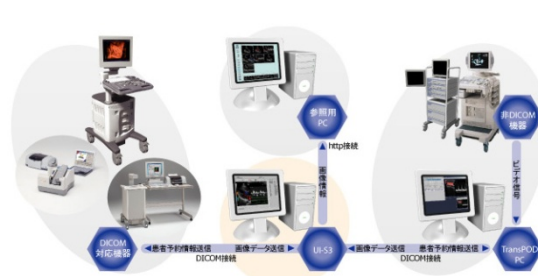 参照用
PC
非DICOM
機器
http接続
画像情報
ビデオ信号
DICOM
対応機器
患者予約情報送信
画像データ送信
DICOM接続
UI-S3
画像データ送信
患者予約情報送信
DICOM接続
TransPOD
PC